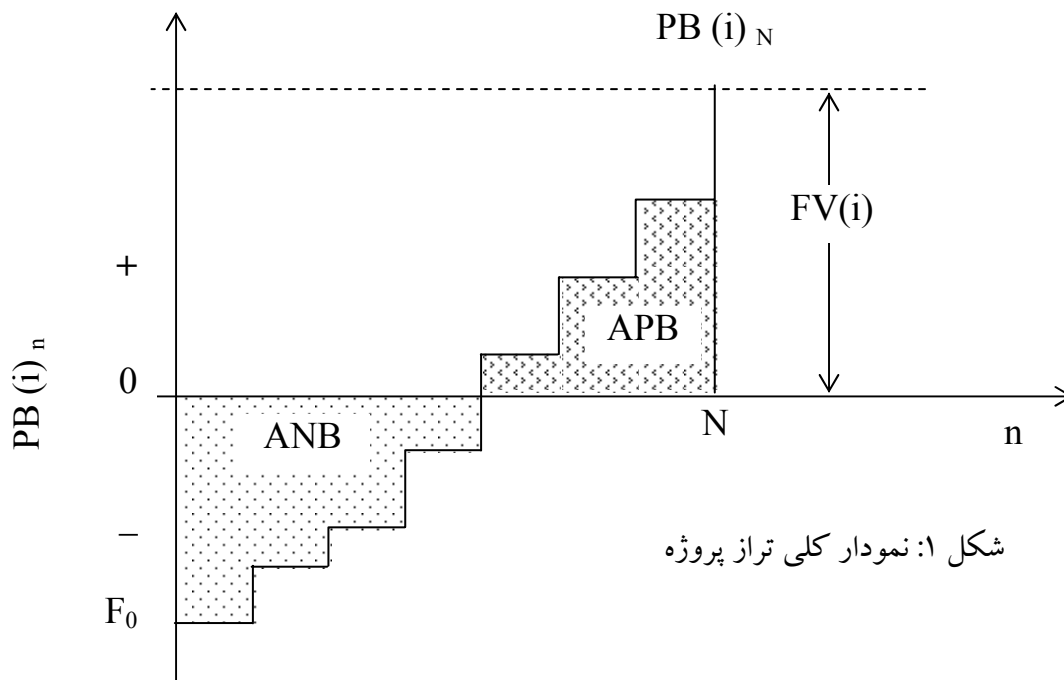 PB (i) N
FV(i)
+
APB
0
PB (i) n
ANB
N
n
–
شکل ۱: نمودار کلی تراز پروژه
F0